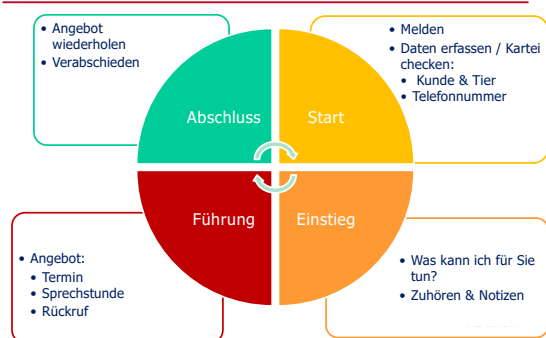 • Angebot
wiederholen
• Verabschieden
• Melden
• Daten erfassen / Kartei
checken:
• Kunde & Tier
• Telefonnummer
Abschluss
Start
Führung
Einstieg
• Angebot:
• Termin
• Sprechstunde
• Rückruf
• Was kann ich für Sie
tun?
• Zuhören & Notizen